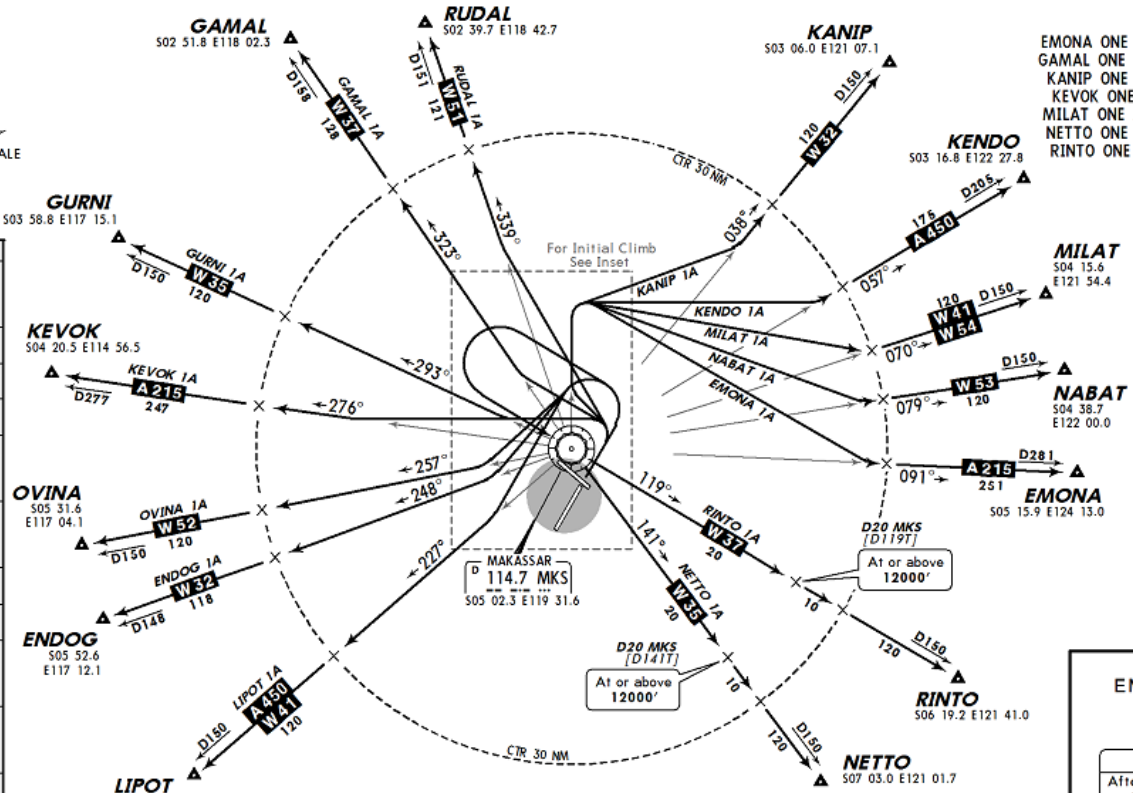 GAMAL
S02 51.8 E118 02.3
RUDAL
S02 39.7 E118 42.7
KANIP
S03 06.0 E121 07.1
EMONA ONE
GAMAL ONE
KANIP ONE
KEVOK ONE
MILAT ONE
NETTO ONE
RINTO ONE
ALE
D158
GAMAL 1A
W 37
128
D151
121
RUDAL 1A
W 51
D150
120
W 32
CTR 30 NM
KENDO
S03 16.8 E122 27.8
D205
176
A 450
GURNI
S03 58.8 E117 15.1
GURNI 1A
W 35
D150
120
323°
339°
038°
057°
For Initial Climb
See Inset
KANIP 1A
KENDO 1A
MILAT 1A
NABAT 1A
EMONA 1A
MILAT
S04 15.6
E121 54.4
120
D150
W 41
W 54
070°
KEVOK
S04 20.5 E114 56.5
KEVOK 1A
A 215
D277
247
293°
276°
D150
W 53
120
079°
NABAT
S04 38.7
E122 00.0
257°
248°
227°
D281
A 215
251
091°
EMONA
S05 15.9 E124 13.0
OVINA
S05 31.6
E117 04.1
OVINA 1A
W 52
D150
120
119°
RINTO 1A
W 37
20
141°
NETTO 1A
W 35
20
D20 MKS
[D119T]
At or above
12000'
10
MAKASSAR
D 114.7 MKS
S05 02.3 E119 31.6
ENDOG 1A
W 32
D148
118
ENDOG
S05 52.6
E117 12.1
D20 MKS
[D141T]
At or above
12000'
10
D150
120
RINTO
S06 19.2 E121 41.0
LIPOT 1A
A 450
W 41
D150
120
LIPOT
CTR 30 NM
D150
120
NETTO
S07 03.0 E121 01.7
EM
Afte